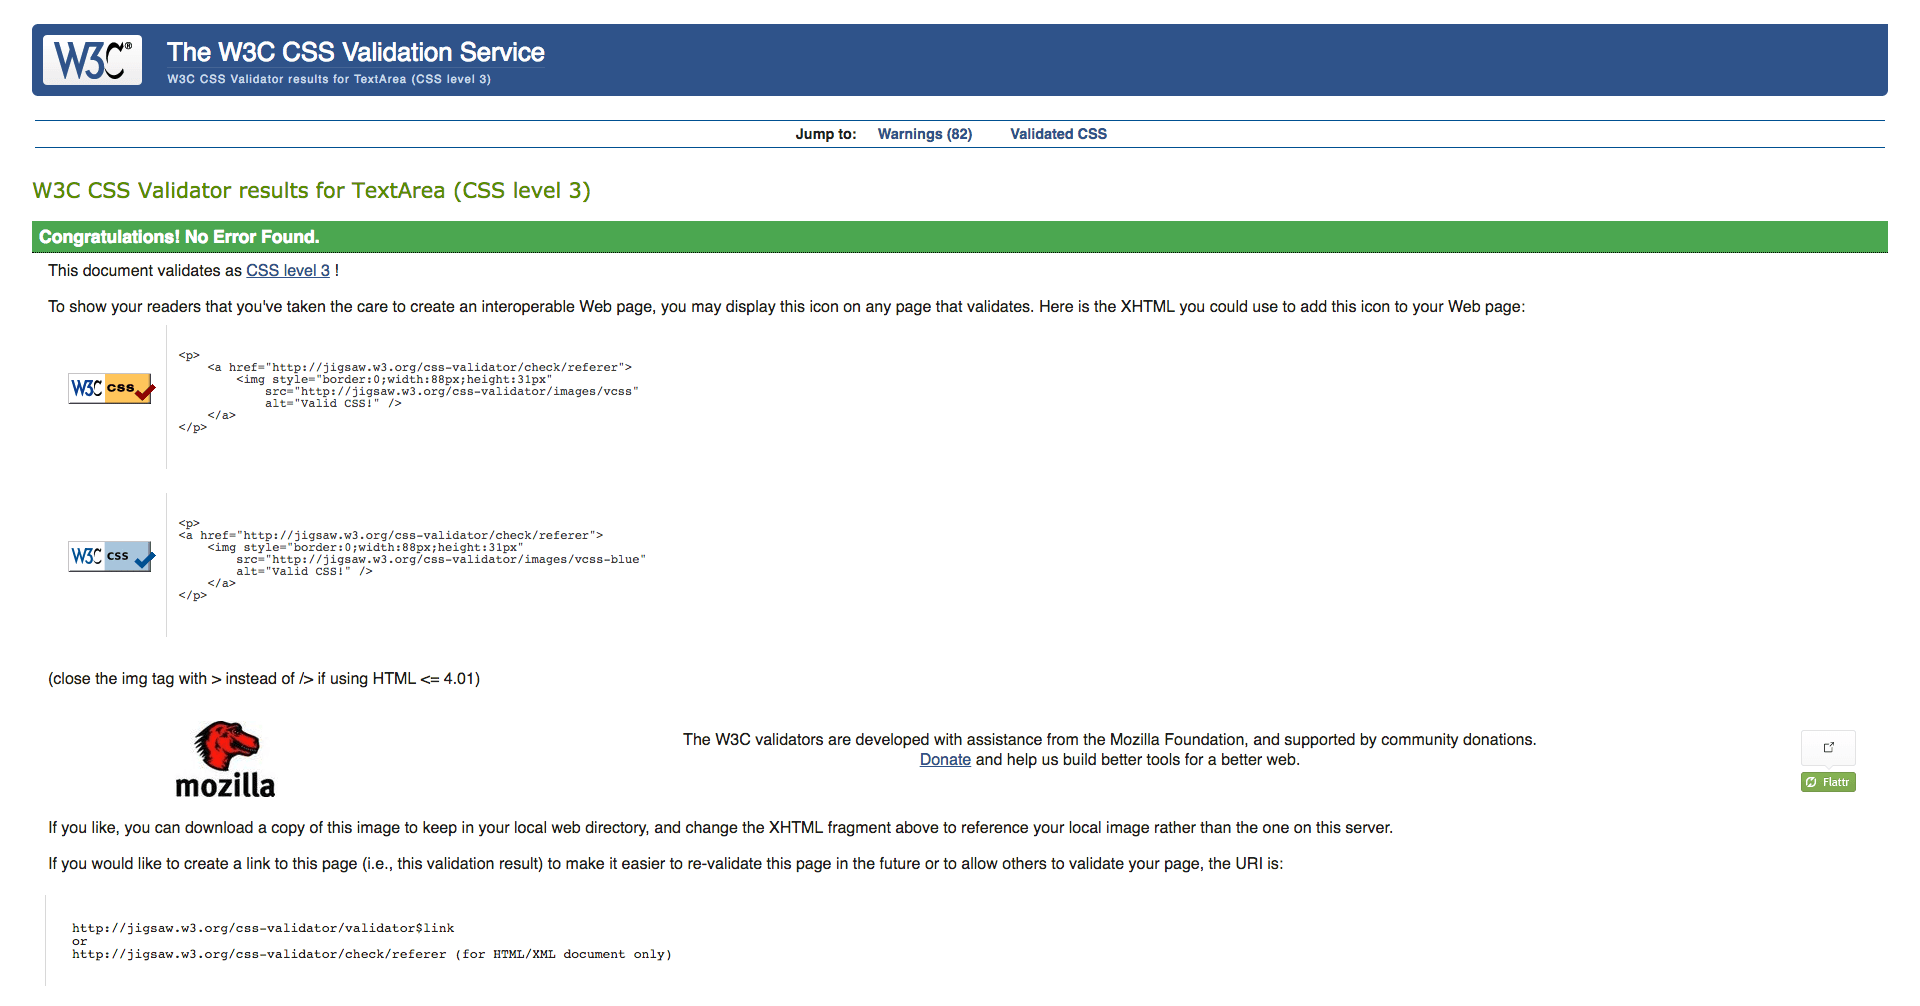 W3C®
The W3C CSS Validation Service
W3C CSS Validator results for TextArea (CSS level 3)
Jump to: Warnings (82) Validated CSS
W3C CSS Validator results for TextArea (CSS level 3)
Congratulations! No Error Found.
This document validates as CSS level 3 !
To show your readers that you've taken the care to create an interoperable Web page, you may display this icon on any page that validates. Here is the XHTML you could use to add this icon to your Web page:
W3C css
<p>
<a href="http://jigsaw.w3.org/css-validator/check/referer">
<img style="border:0;width:88px;height:31px"
src="http://jigsaw.w3.org/css-validator/images/vcss"
alt="Valid CSS!" />
</a>
</p>
W3C css
<p>
<a href="http://jigsaw.w3.org/css-validator/check/referer">
<img style="border:0;width:88px;height:31px"
src="http://jigsaw.w3.org/css-validator/images/vcss-blue"
alt="Valid CSS!" />
</a>
</p>
(close the img tag with > instead of /> if using HTML <= 4.01)
mozilla
The W3C validators are developed with assistance from the Mozilla Foundation, and supported by community donations.
Donate and help us build better tools for a better web.
Flattr
If you like, you can download a copy of this image to keep in your local web directory, and change the XHTML fragment above to reference your local image rather than the one on this server.
If you would like to create a link to this page (i.e., this validation result) to make it easier to re-validate this page in the future or to allow others to validate your page, the URI is:
http://jigsaw.w3.org/css-validator/validator$link
or
http://jigsaw.w3.org/css-validator/check/referer (for HTML/XML document only)